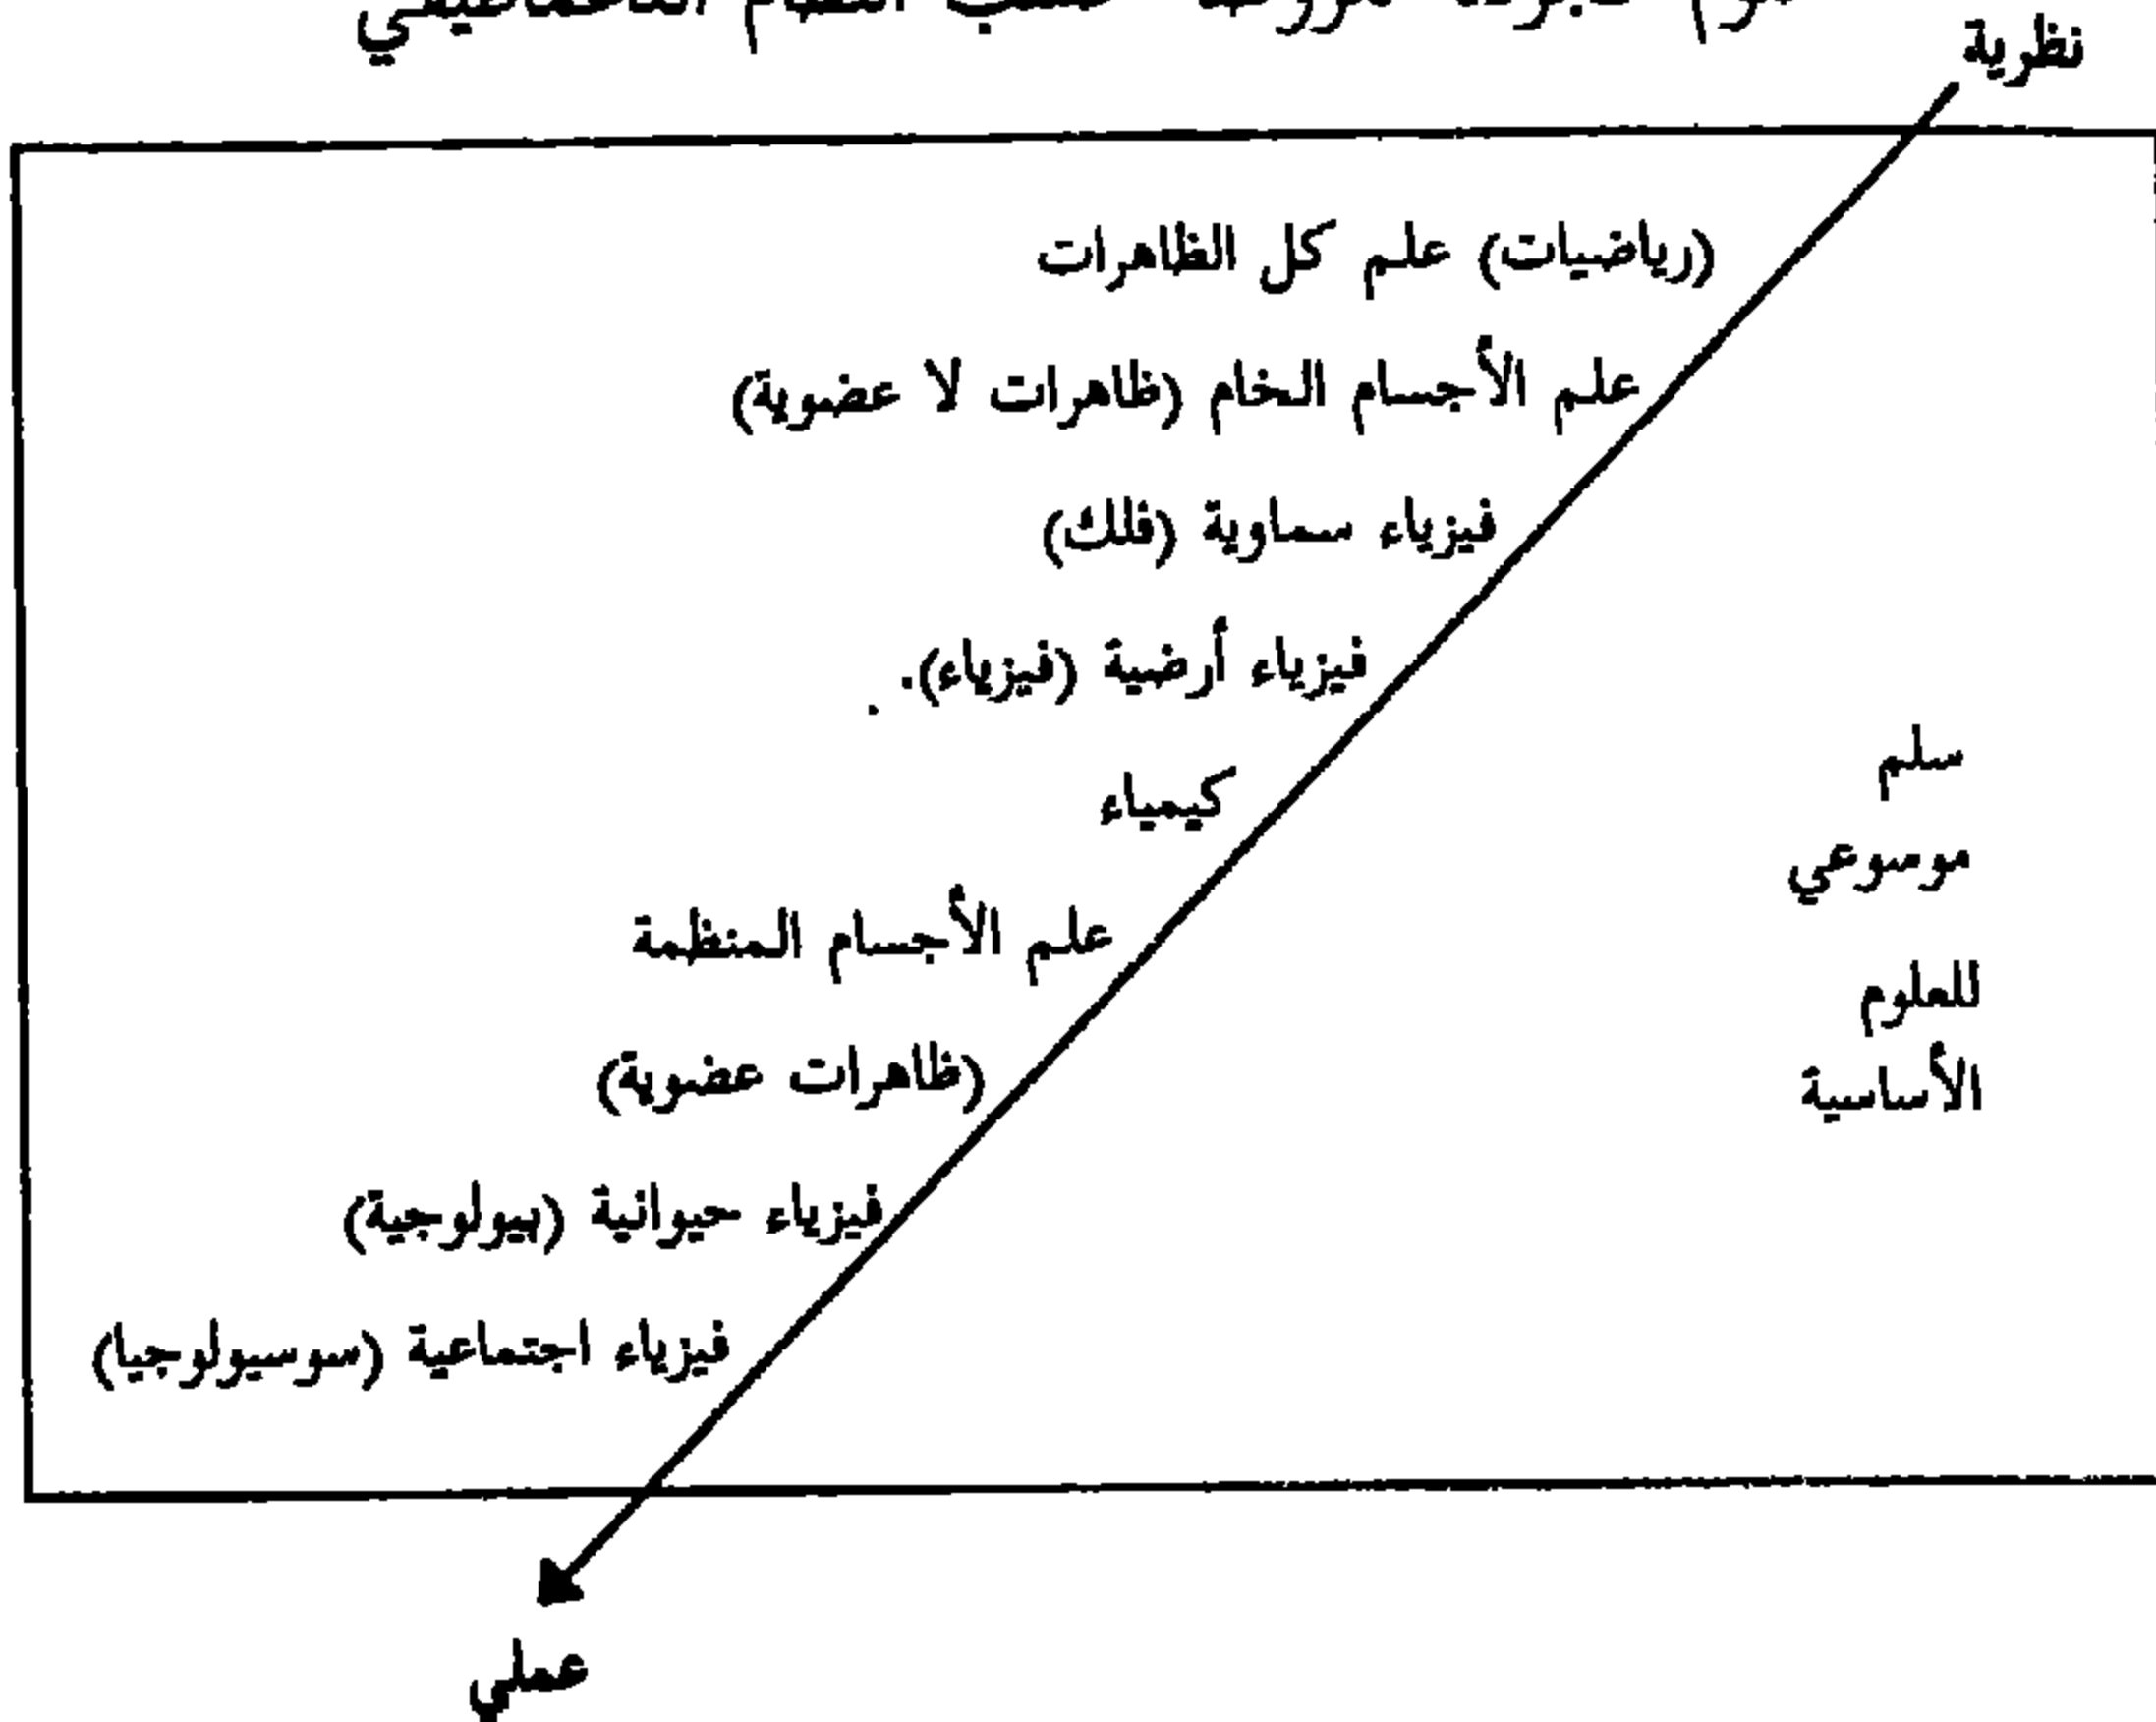 نظرية
(رياضيات) علم كل الظاهرات
علم الأجسام الخام (ظاهرات لا عضوية)
فيزياء سماوية (فلك)
فيزياء أرضية (فيزياء).
كيمياء
علم الأجسام المنظمة
(ظاهرات عضوية)
فيزياء حيوانية (بيولوجية)
فيزياء اجتماعية (سوسيولوجيا)
سلم
موسوعي
للعلوم
الأساسية
عملي